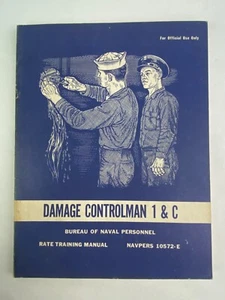 For Official Use Only
DAMAGE CONTROLMAN 1 & C
BUREAU OF NAVAL PERSONNEL
RATE TRAINING MANUAL NAVPERS 10572-E